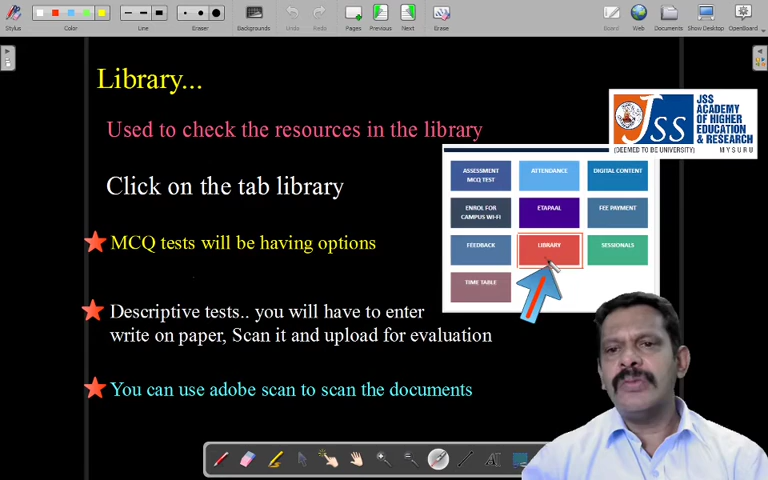 Stylus
Color
Line
Eraser
Backgrounds
Undo
Redo
Pages
Previous
Next
Erase
Board
Web
Documents
Show Desktop
OpenBoard
Library...
Used to check the resources in the library
Click on the tab library
MCQ tests will be having options
Descriptive tests.. you will have to enter
write on paper, Scan it and upload for evaluation
You can use adobe scan to scan the documents
JSS
JSS
ACADEMY
OF HIGHER
EDUCATION
& RESEARCH
(DEEMED TO BE UNIVERSITY)
MYSURU
ASSESSMENT
MCQ TEST
ATTENDANCE
DIGITAL CONTENT
ENROL FOR
CAMPUS WI-FI
ETAPAAL
FEE PAYMENT
FEEDBACK
LIBRARY
SESSIONALS
TIME TABLE